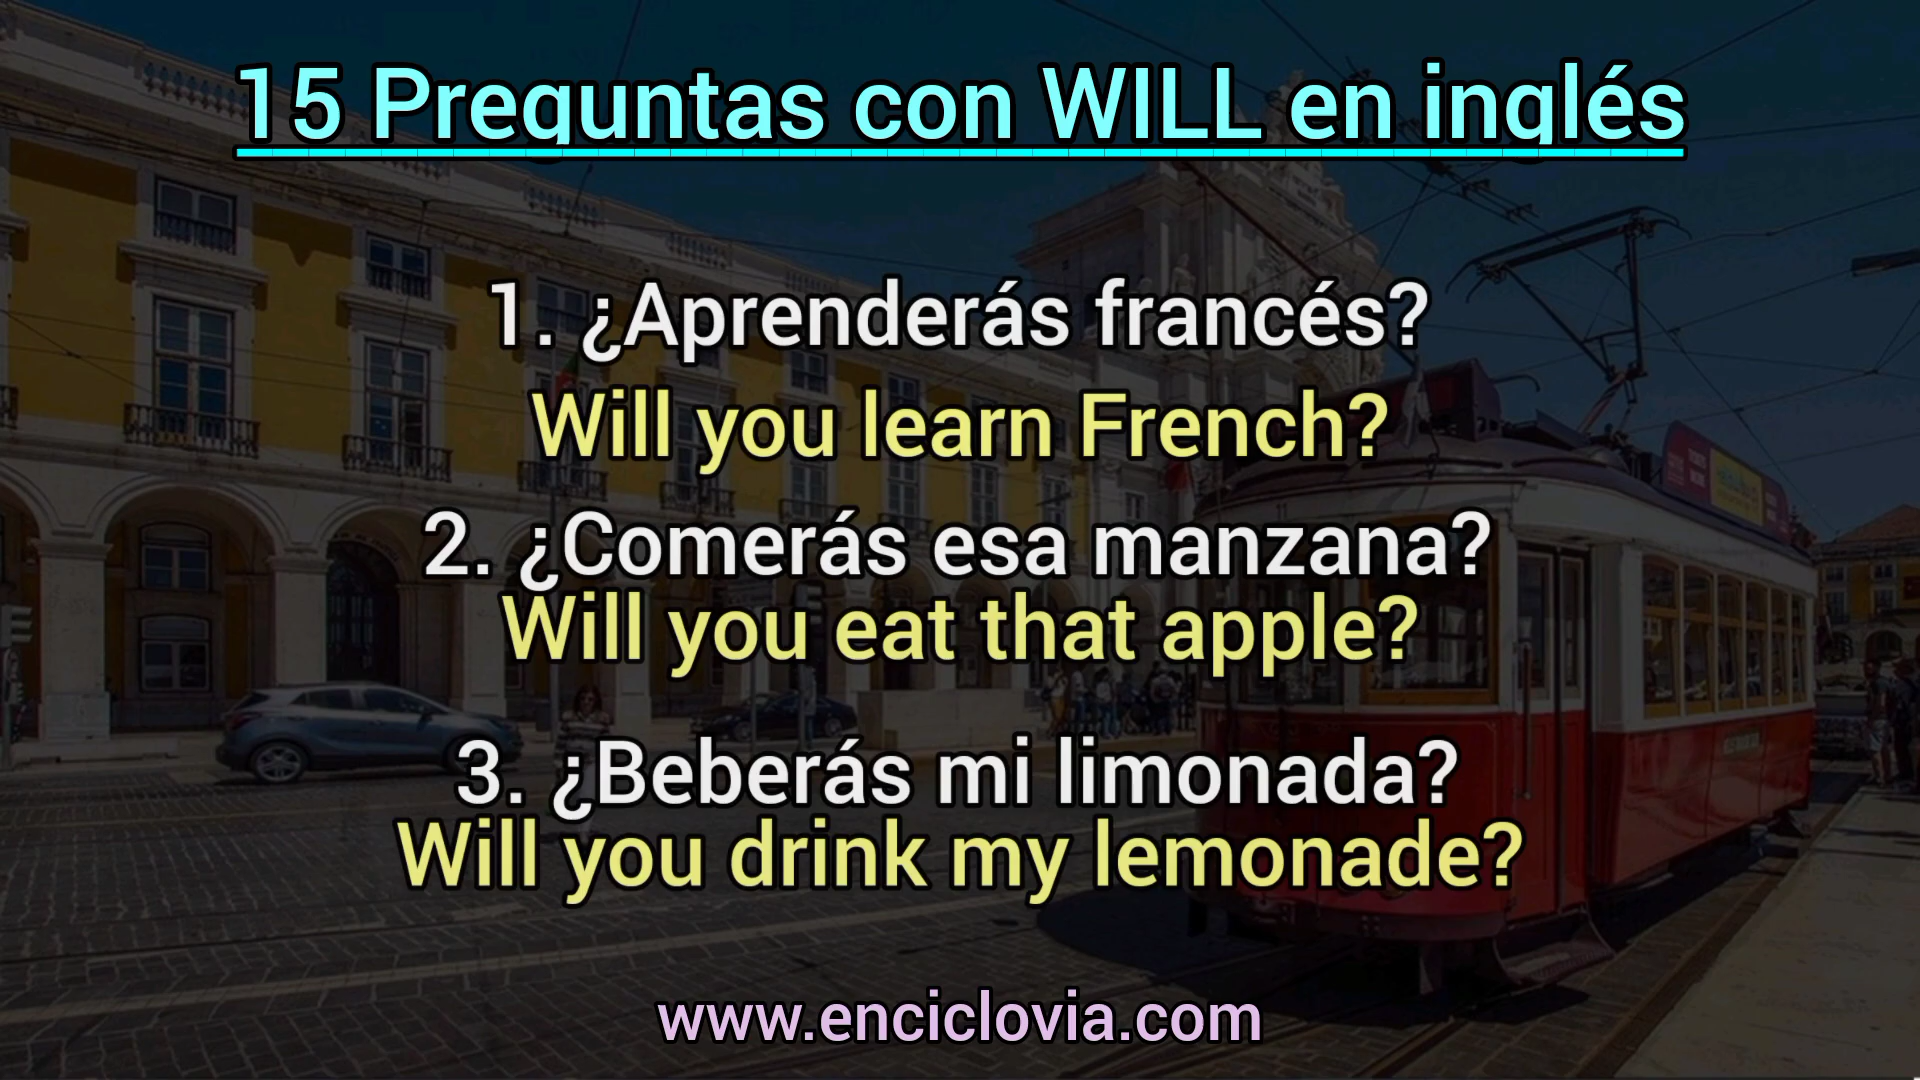 15 Preguntas con WILL en inglés
1. ¿Aprenderás francés?
Will you learn French?
2. ¿Comerás esa manzana?
Will you eat that apple?
3. ¿Beberás mi limonada?
Will you drink my lemonade?
www.enciclovia.com